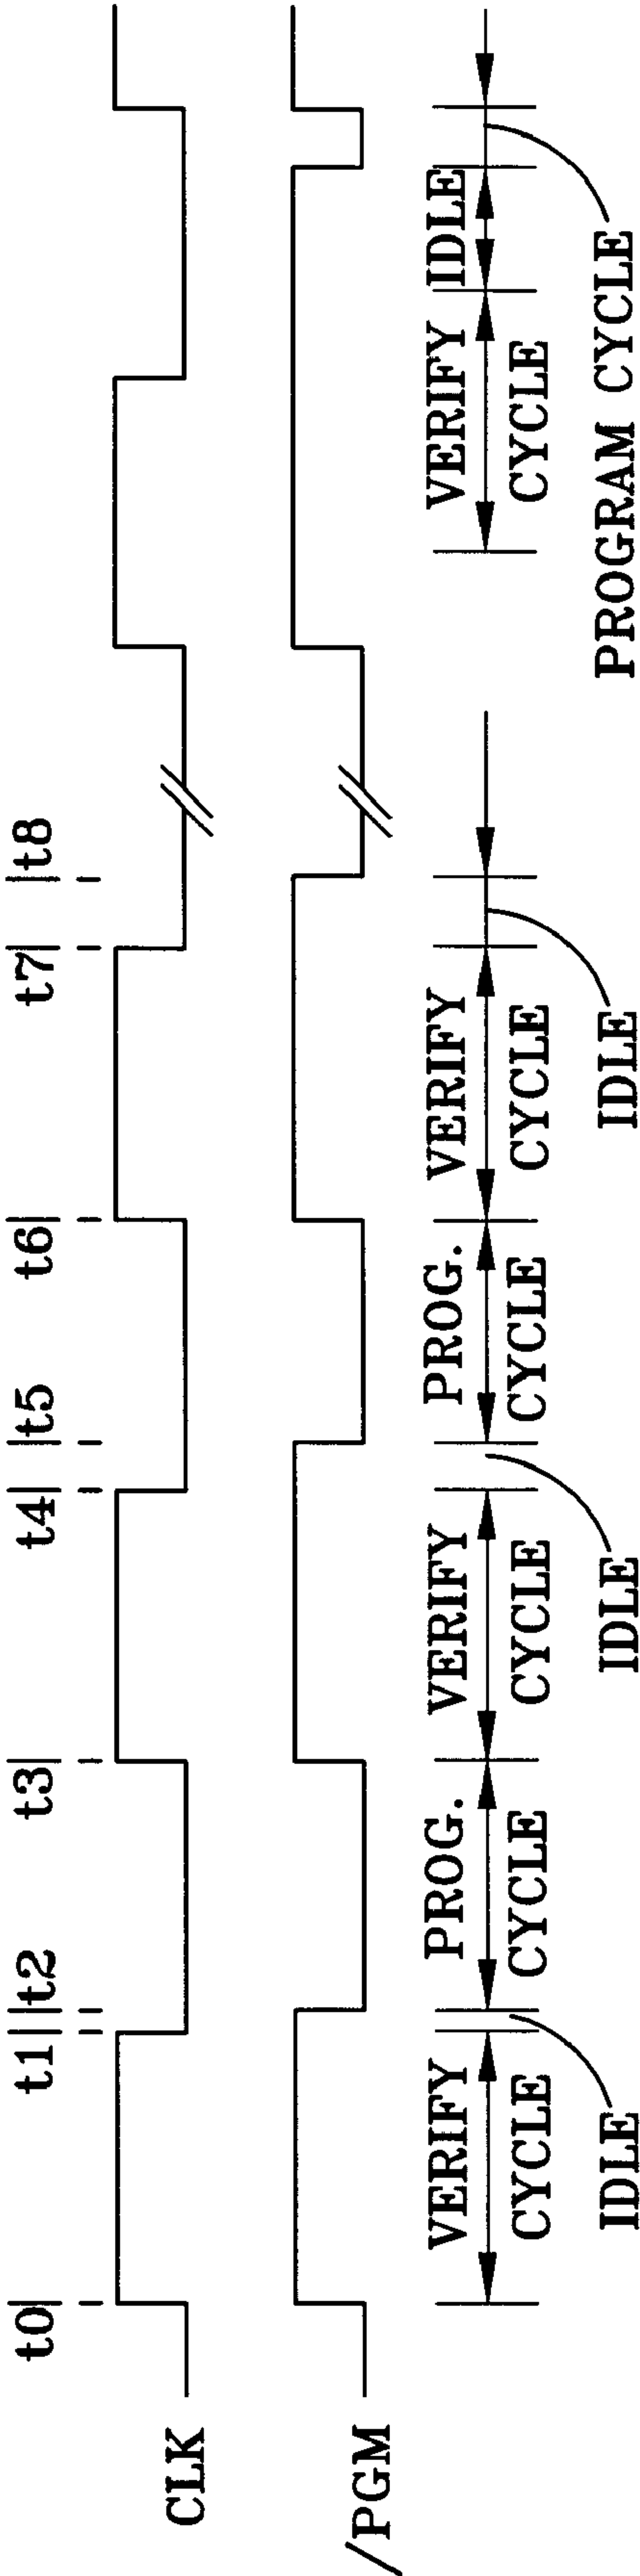 t0 t1 t2 t3 t4 t5 t6 t7 t8
CLK
/PGM
VERIFY CYCLE
PROG. CYCLE
VERIFY CYCLE
PROG. CYCLE
VERIFY CYCLE
VERIFY CYCLE
IDLE
IDLE
IDLE
IDLE
PROGRAM CYCLE